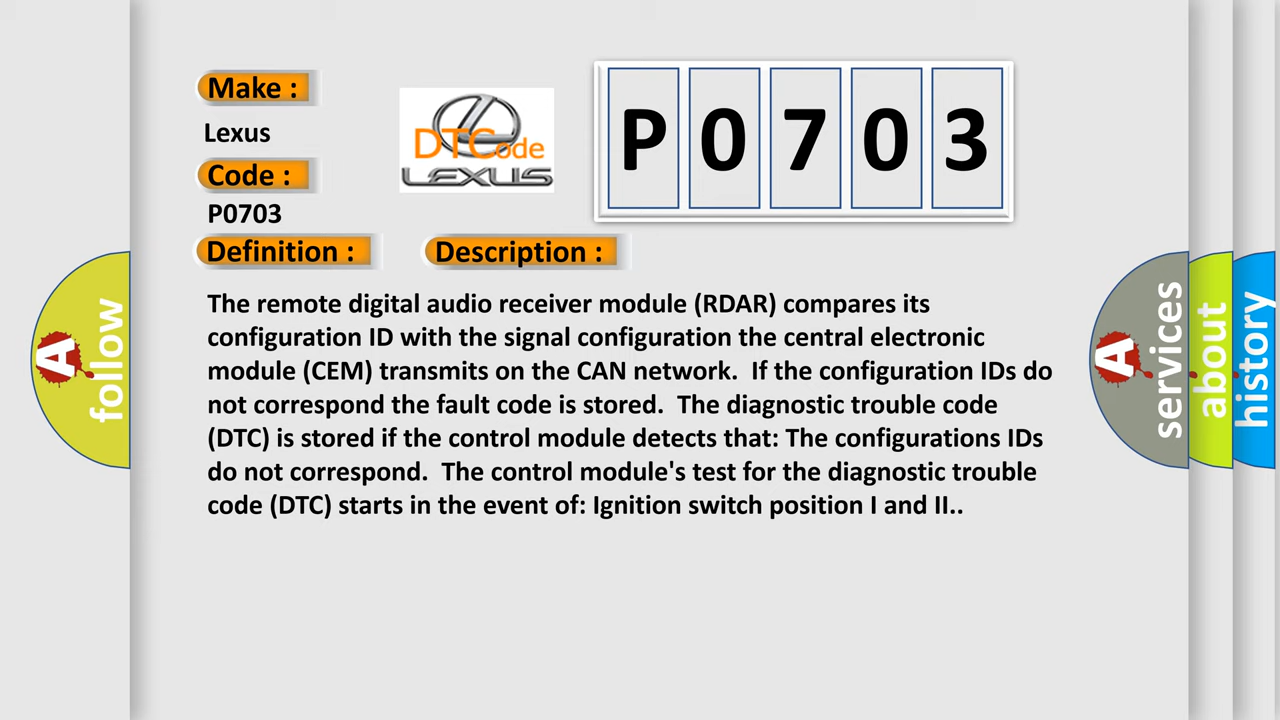 Make :
Lexus
Code :
P0703
Definition :
Description :
DTCode
LEXUS
P0703
The remote digital audio receiver module (RDAR) compares its
configuration ID with the signal configuration the central electronic
module (CEM) transmits on the CAN network. If the configuration IDs do
not correspond the fault code is stored. The diagnostic trouble code
(DTC) is stored if the control module detects that: The configurations IDs
do not correspond. The control module's test for the diagnostic trouble
code (DTC) starts in the event of: Ignition switch position I and II..
A follow
A services
about
history